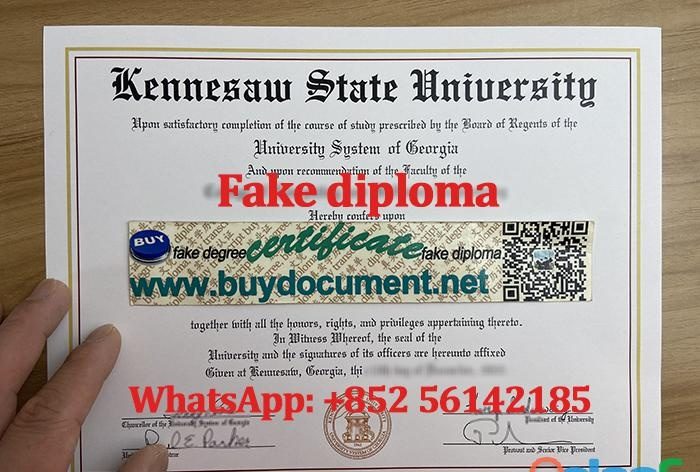 Kennesaw State University
Upon satisfactory completion of the course of study prescribed by the Board of Regents of the
University System of Georgia
And upon recommendation of the Faculty of the
Fake diploma
Hereby confers upon
BUY fake degree certificate fake diploma
www.buydocument.net
together with all the honors, rights, and privileges appertaining thereto.
In Witness Whereof, the seal of the
University and the signatures of its officers are hereunto affixed
Given at Kennesaw, Georgia, thi
WhatsApp: +852 56142185
Chancellor of the University System of Georgia
President of the University
Provost and Senior Vice President